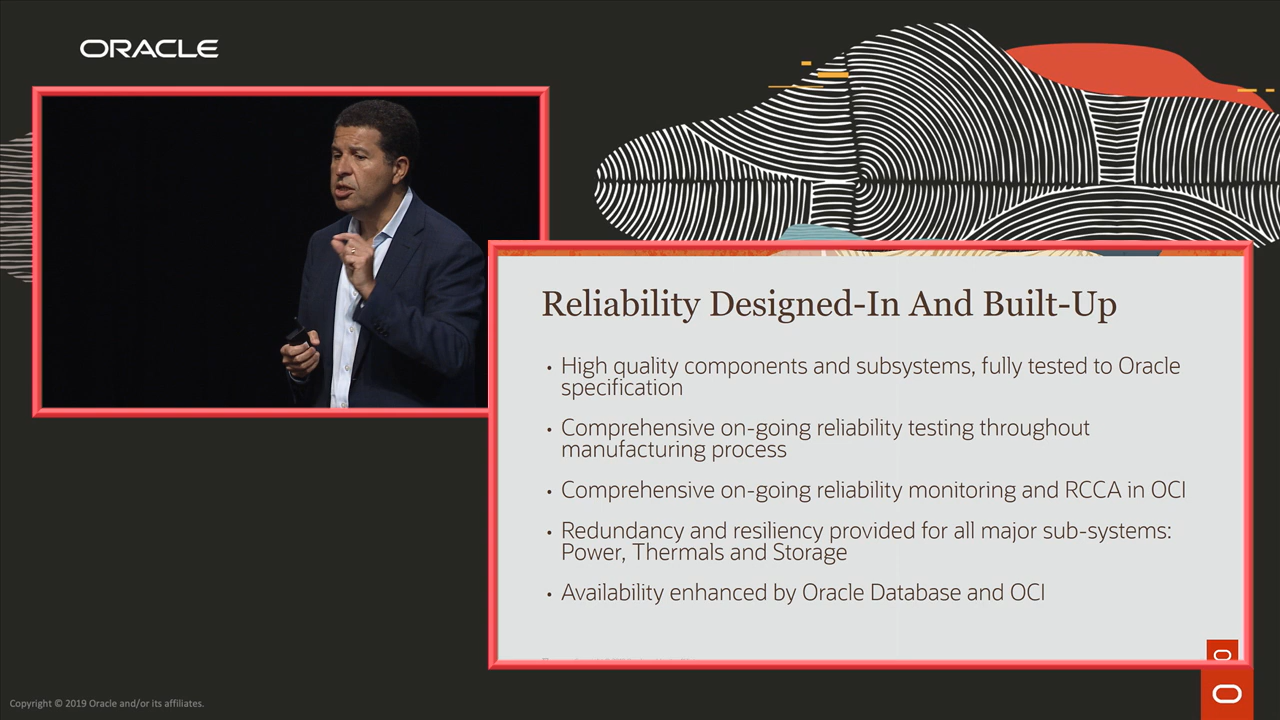 ORACLE
Reliability Designed-In And Built-Up
• High quality components and subsystems, fully tested to Oracle
specification
• Comprehensive on-going reliability testing throughout
manufacturing process
• Comprehensive on-going reliability monitoring and RCCA in OCI
• Redundancy and resiliency provided for all major sub-systems:
Power, Thermals and Storage
• Availability enhanced by Oracle Database and OCI
Copyright © 2019 Oracle and/or its affiliates.